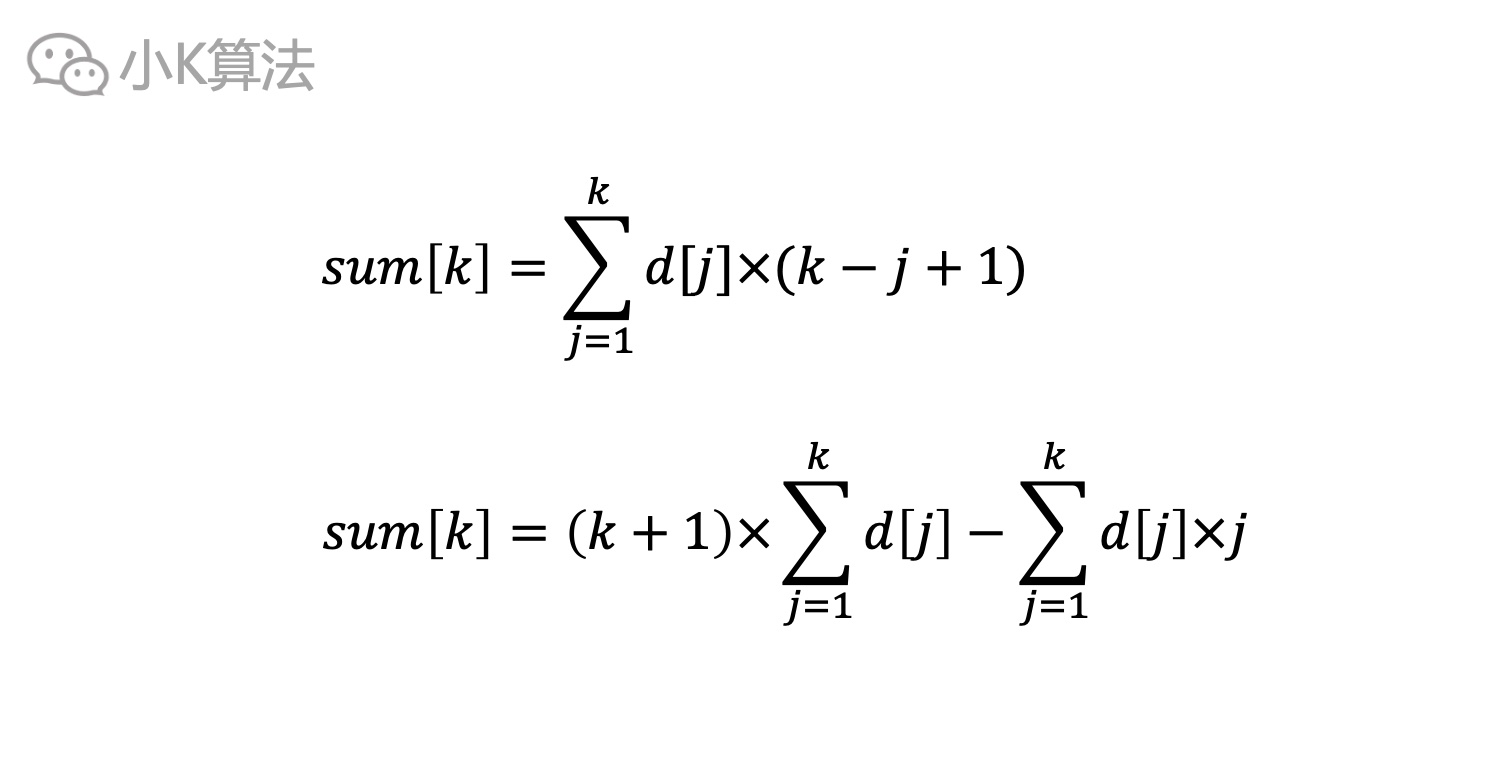 小K算法
sum[k] = ∑_{j=1}^{k} d[j]×(k − j + 1)
sum[k] = (k + 1)×∑_{j=1}^{k} d[j] − ∑_{j=1}^{k} d[j]×j